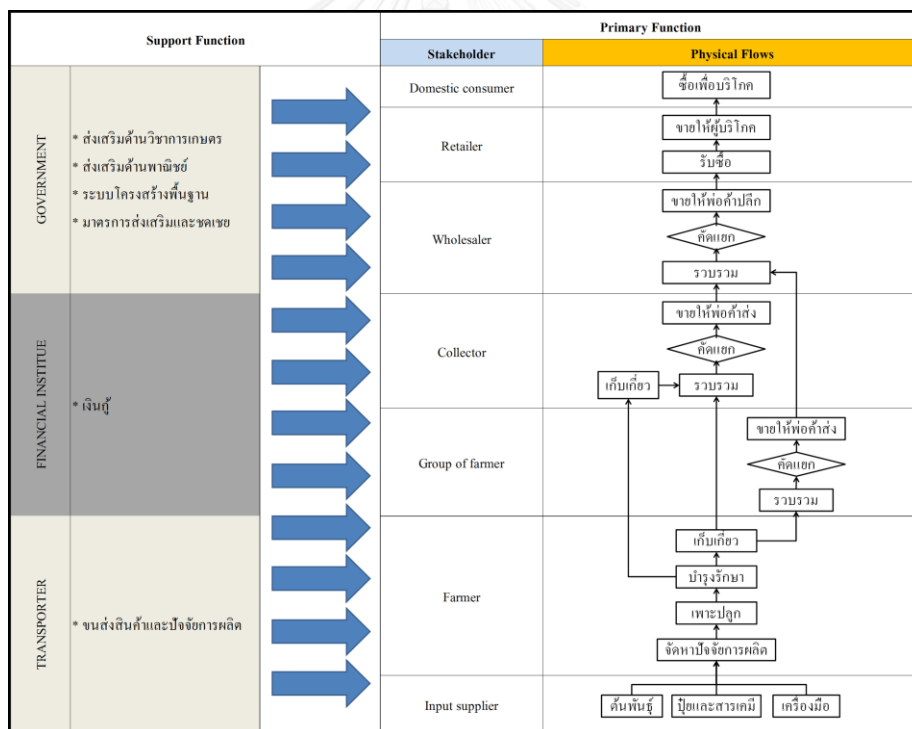 Support Function
Primary Function
Stakeholder
Physical Flows
GOVERNMENT
* ส่งเสริมด้านวิชาการเกษตร
* ส่งเสริมด้านพาณิชย์
* ระบบโครงสร้างพื้นฐาน
* มาตรการส่งเสริมและชดเชย
FINANCIAL INSTITUE
* เงินกู้
TRANSPORTER
* ขนส่งสินค้าและปัจจัยการผลิต
Domestic consumer
ซื้อเพื่อบริโภค
Retailer
ขายให้ผู้บริโภค
รับซื้อ
Wholesaler
ขายให้พ่อค้าปลีก
คัดแยก
รวบรวม
Collector
ขายให้พ่อค้าส่ง
คัดแยก
เก็บเกี่ยว
รวบรวม
Group of farmer
ขายให้พ่อค้าส่ง
คัดแยก
รวบรวม
Farmer
เก็บเกี่ยว
บำรุงรักษา
เพาะปลูก
จัดหาปัจจัยการผลิต
Input supplier
ต้นพันธุ์
ปุ๋ยและสารเคมี
เครื่องมือ